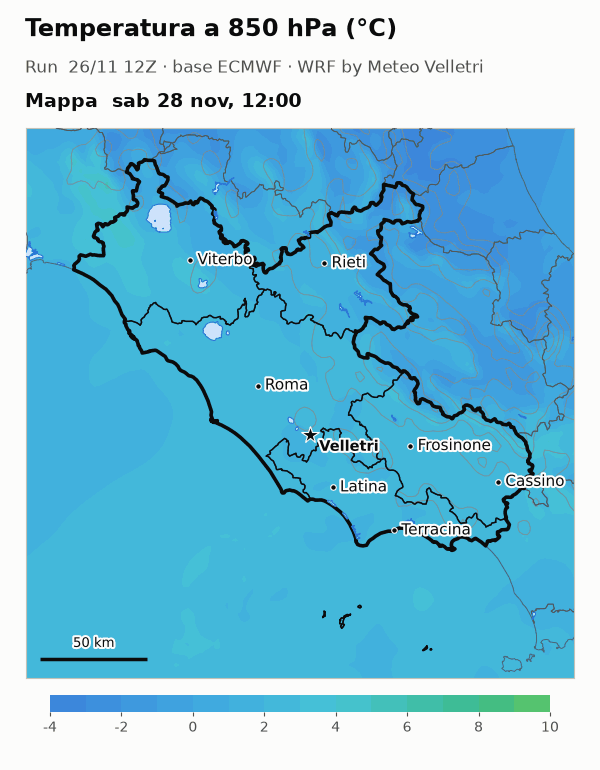 Temperatura a 850 hPa (°C)
Run  26/11 12Z · base ECMWF · WRF by Meteo Velletri
Mappa  sab 28 nov, 12:00
Viterbo
Rieti
Roma
Velletri
Frosinone
Cassino
Latina
Terracina
50 km
-4 -2 0 2 4 6 8 10